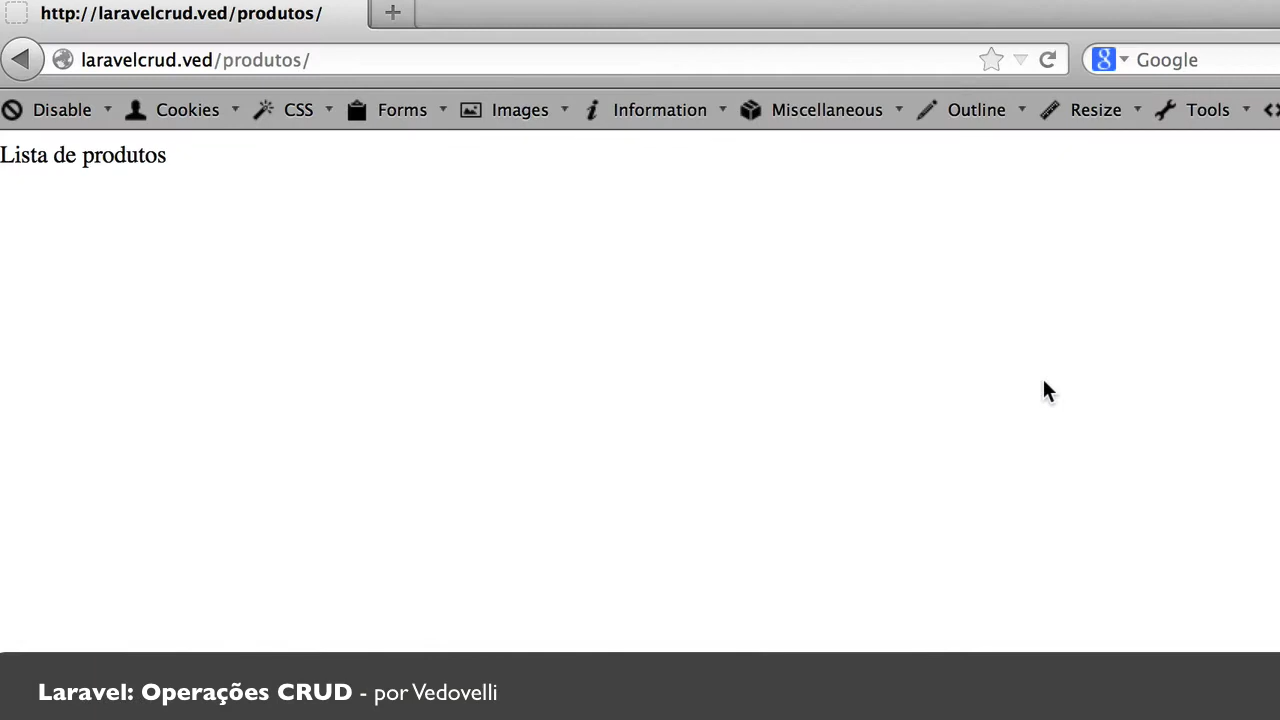 http://laravelcrud.ved/produtos/
laravelcrud.ved/produtos/
Google
Disable Cookies CSS Forms Images Information Miscellaneous Outline Resize Tools
Lista de produtos
Laravel: Operações CRUD - por Vedovelli